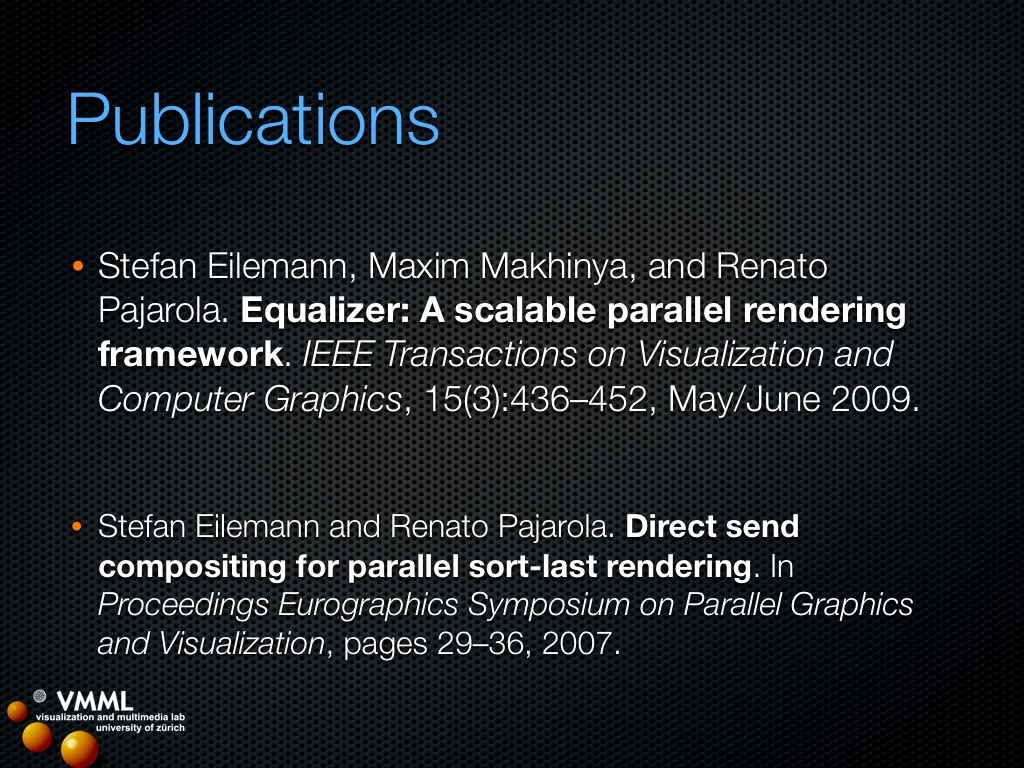 Publications
• Stefan Eilemann, Maxim Makhinya, and Renato
Pajarola. Equalizer: A scalable parallel rendering
framework. IEEE Transactions on Visualization and
Computer Graphics, 15(3):436–452, May/June 2009.
• Stefan Eilemann and Renato Pajarola. Direct send
compositing for parallel sort-last rendering. In
Proceedings Eurographics Symposium on Parallel Graphics
and Visualization, pages 29–36, 2007.
VMML
visualization and multimedia lab
university of zürich